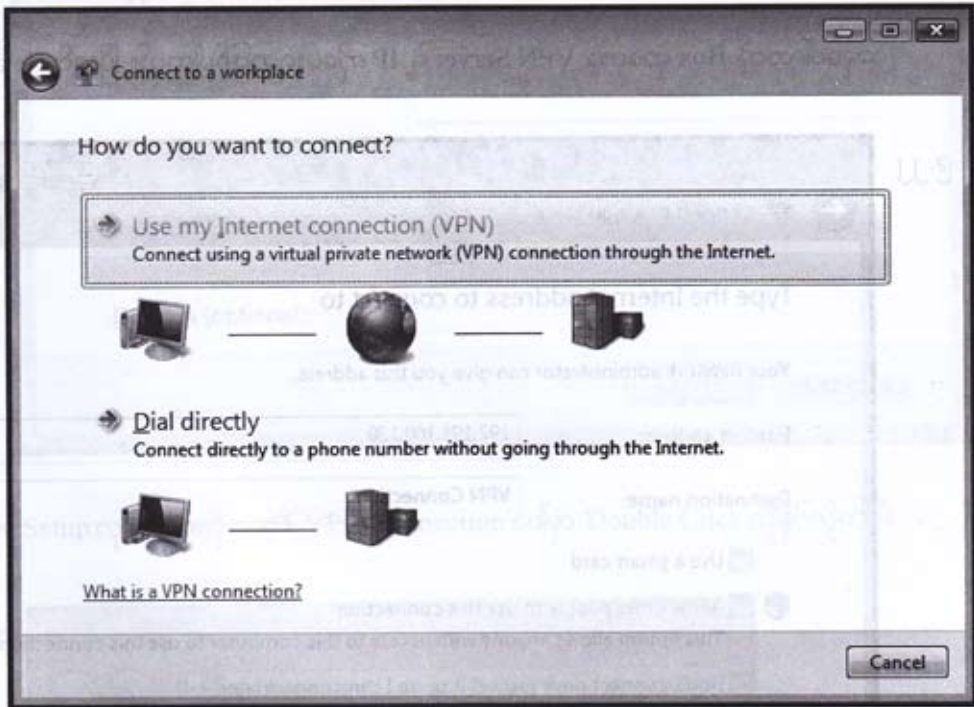 Connect to a workplace
How do you want to connect?
Use my Internet connection (VPN)
Connect using a virtual private network (VPN) connection through the Internet.
Dial directly
Connect directly to a phone number without going through the Internet.
What is a VPN connection?
Cancel